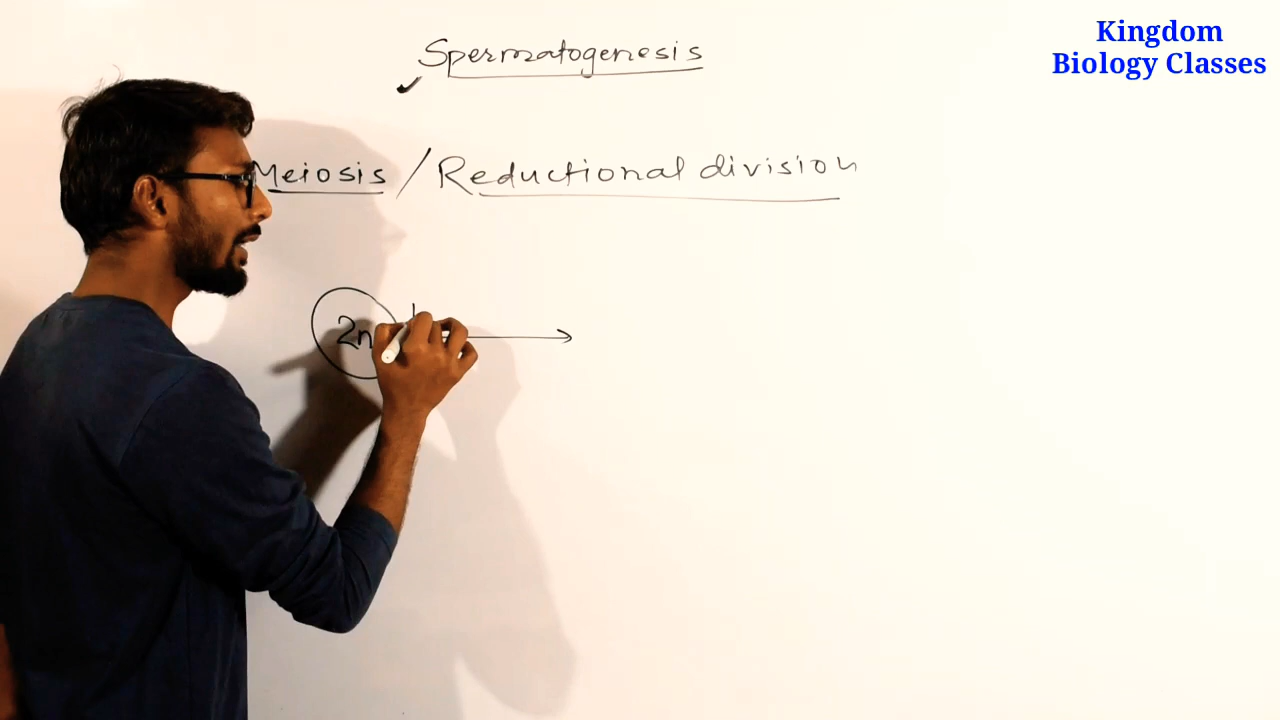 Kingdom
Biology Classes
Spermatogenesis
Meiosis / Reductional division
2n